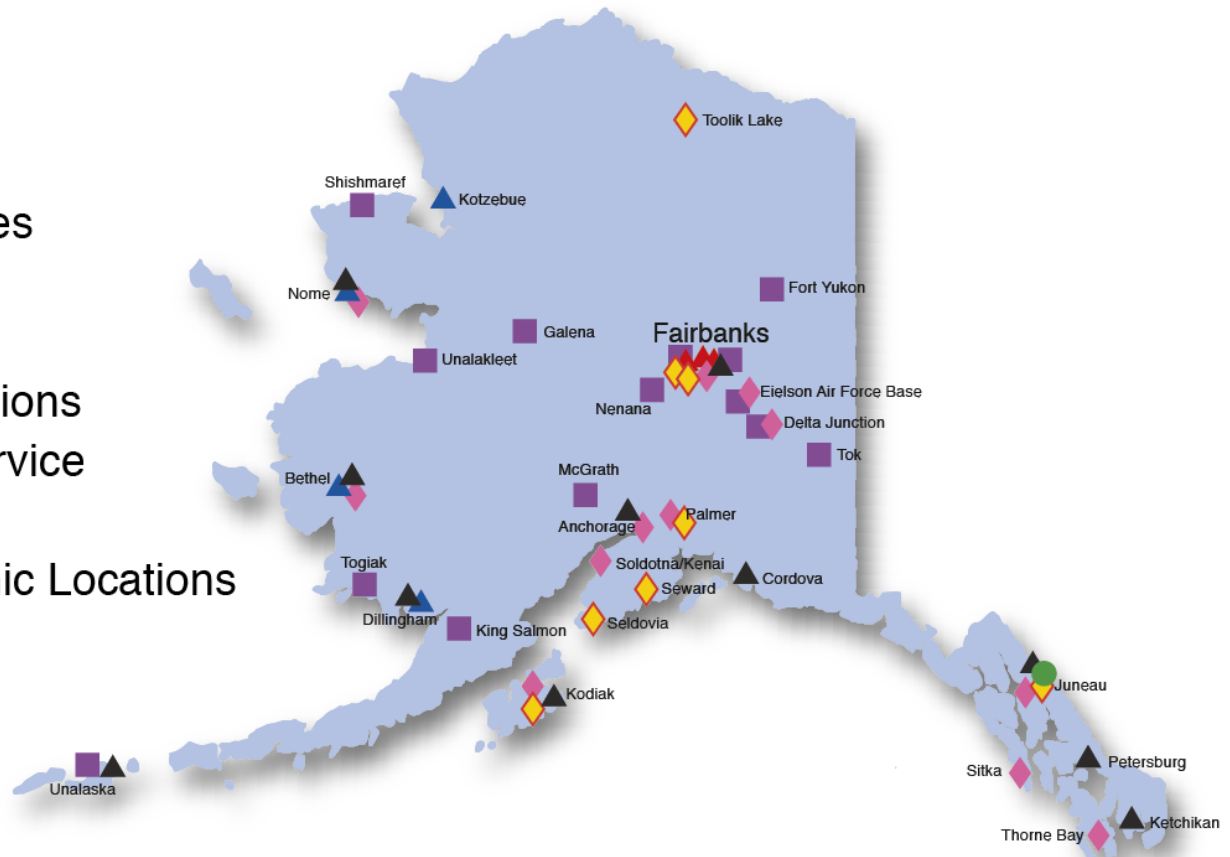 Toolik Lake
Shishmaref
Kotzebue
es
Nome
Fort Yukon
Galena
Fairbanks
Unalakleet
Eielson Air Force Base
Nenana
ions
Delta Junction
rvice
Tok
McGrath
Bethel
Palmer
Anchorage
Togiak
Soldotna/Kenai
ic Locations
Cordova
Seward
Dillingham
Seldovia
King Salmon
Juneau
Kodiak
Petersburg
Sitka
Unalaska
Ketchikan
Thorne Bay